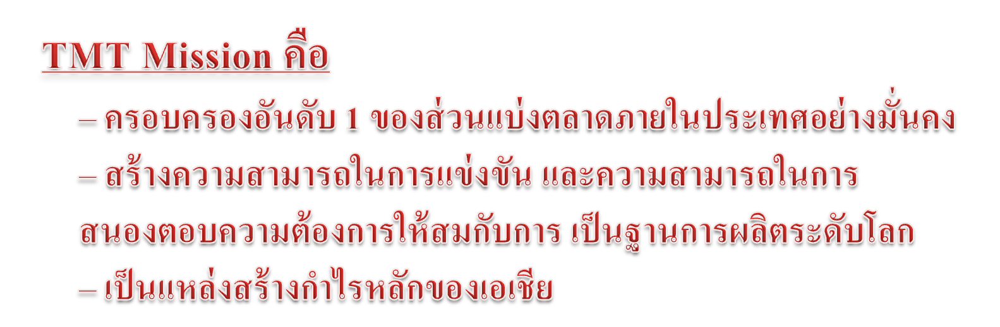 TMT Mission คือ
– ครอบครองอันดับ 1 ของส่วนแบ่งตลาดภายในประเทศอย่างมั่นคง
– สร้างความสามารถในการแข่งขัน และความสามารถในการ
สนองตอบความต้องการให้สมกับการ เป็นฐานการผลิตระดับโลก
– เป็นแหล่งสร้างกำไรหลักของเอเชีย